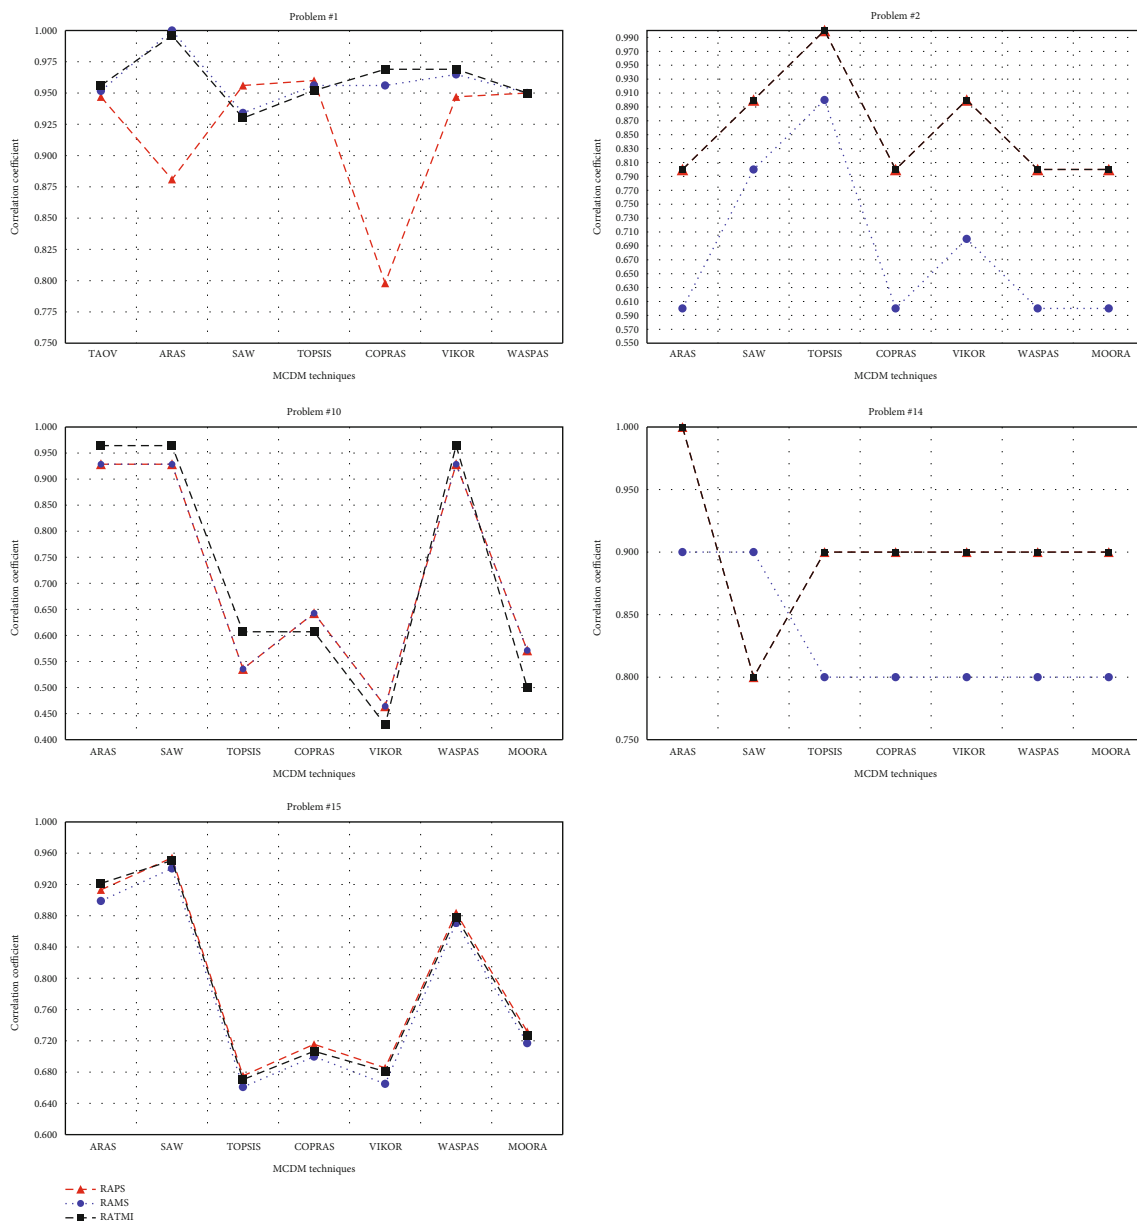 Problem #1
1.000
0.975
0.950
0.925
0.900
0.875
0.850
0.825
0.800
0.775
0.750
Correlation coefficient
TAOV ARAS SAW TOPSIS COPRAS VIKOR WASPAS
MCDM techniques
Problem #2
0.990
0.970
0.950
0.930
0.910
0.890
0.870
0.850
0.830
0.810
0.790
0.770
0.750
0.730
0.710
0.690
0.670
0.650
0.630
0.610
0.590
0.570
0.550
Correlation coefficient
ARAS SAW TOPSIS COPRAS VIKOR WASPAS MOORA
MCDM techniques
Problem #10
1.000
0.950
0.900
0.850
0.800
0.750
0.700
0.650
0.600
0.550
0.500
0.450
0.400
Correlation coefficient
ARAS SAW TOPSIS COPRAS VIKOR WASPAS MOORA
MCDM techniques
Problem #14
1.000
0.950
0.900
0.850
0.800
0.750
Correlation coefficient
ARAS SAW TOPSIS COPRAS VIKOR WASPAS MOORA
MCDM techniques
Problem #15
1.000
0.960
0.920
0.880
0.840
0.800
0.760
0.720
0.680
0.640
0.600
Correlation coefficient
ARAS SAW TOPSIS COPRAS VIKOR WASPAS MOORA
MCDM techniques
RAPS
RAMS
RATMI